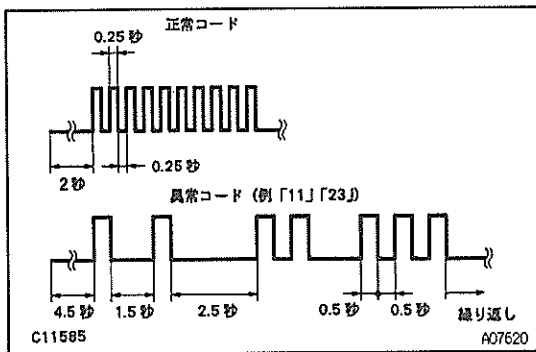 正常コード
0.25 秒
0.25 秒
2 秒
異常コード (例「11」「23」)
4.5 秒
1.5 秒
2.5 秒
0.5 秒
0.5 秒
繰り返し
C11585
A07620